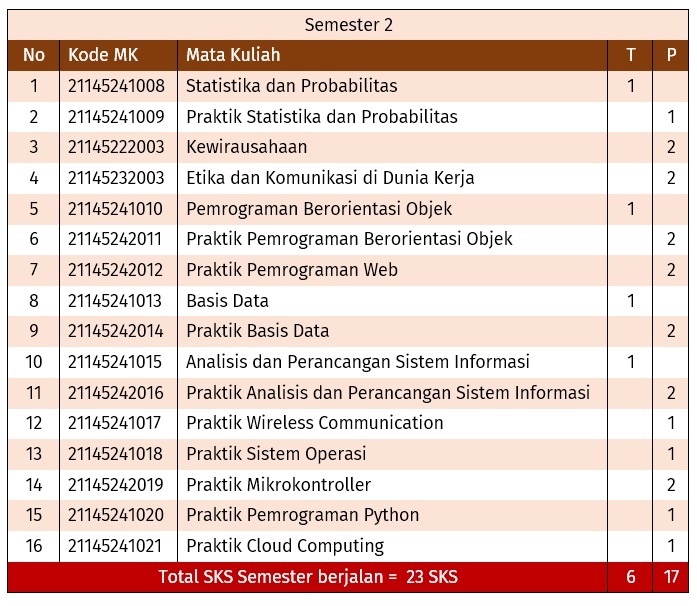 Semester 2
No Kode MK Mata Kuliah T P
1 21145241008 Statistika dan Probabilitas 1
2 21145241009 Praktik Statistika dan Probabilitas 1
3 21145222003 Kewirausahaan 2
4 21145232003 Etika dan Komunikasi di Dunia Kerja 2
5 21145241010 Pemrograman Berorientasi Objek 1
6 21145242011 Praktik Pemrograman Berorientasi Objek 2
7 21145242012 Praktik Pemrograman Web 2
8 21145241013 Basis Data 1
9 21145242014 Praktik Basis Data 2
10 21145241015 Analisis dan Perancangan Sistem Informasi 1
11 21145242016 Praktik Analisis dan Perancangan Sistem Informasi 2
12 21145241017 Praktik Wireless Communication 1
13 21145241018 Praktik Sistem Operasi 1
14 21145242019 Praktik Mikrokontroller 2
15 21145241020 Praktik Pemrograman Python 1
16 21145241021 Praktik Cloud Computing 1
Total SKS Semester berjalan = 23 SKS 6 17